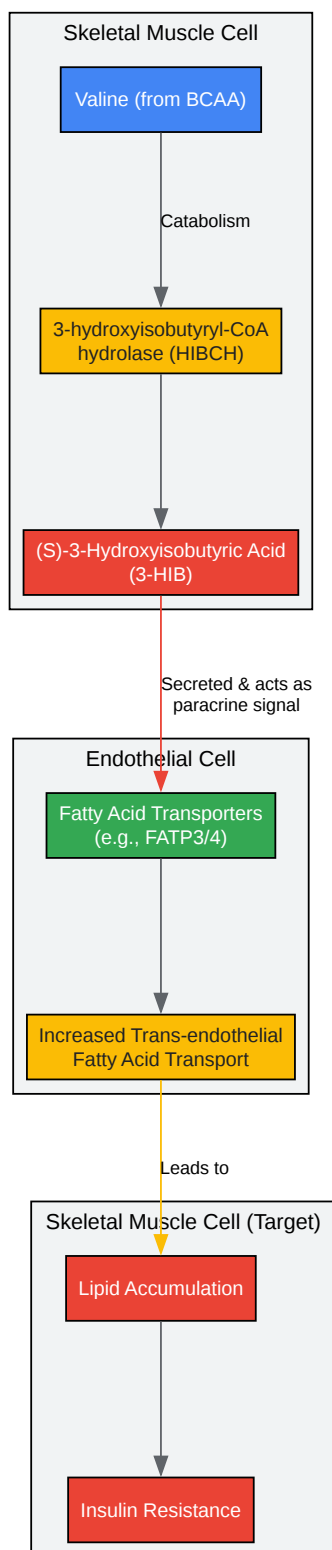 Skeletal Muscle Cell
Valine (from BCAA)
Catabolism
3-hydroxyisobutyryl-CoA
hydrolase (HIBCH)
(S)-3-Hydroxyisobutyric Acid
(3-HIB)
Secreted & acts as
paracrine signal
Endothelial Cell
Fatty Acid Transporters
(e.g., FATP3/4)
Increased Trans-endothelial
Fatty Acid Transport
Leads to
Skeletal Muscle Cell (Target)
Lipid Accumulation
Insulin Resistance